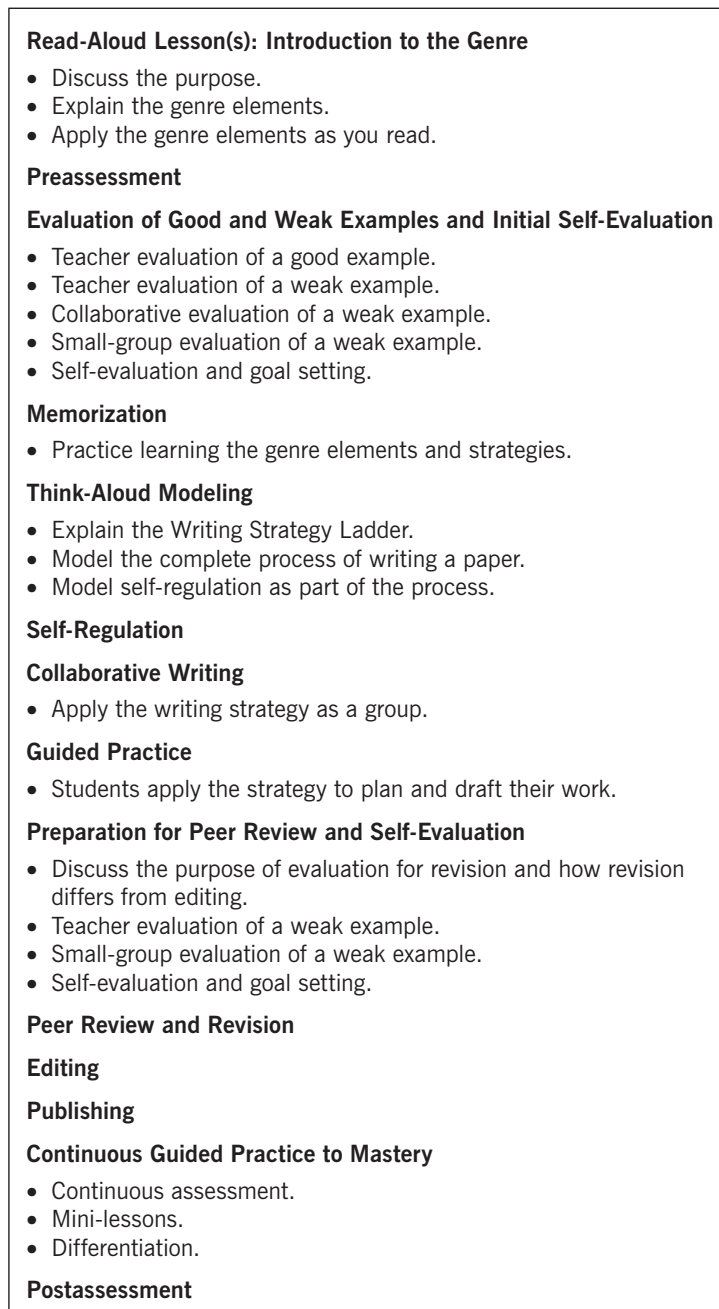 Read-Aloud Lesson(s): Introduction to the Genre
• Discuss the purpose.
• Explain the genre elements.
• Apply the genre elements as you read.
Preassessment
Evaluation of Good and Weak Examples and Initial Self-Evaluation
• Teacher evaluation of a good example.
• Teacher evaluation of a weak example.
• Collaborative evaluation of a weak example.
• Small-group evaluation of a weak example.
• Self-evaluation and goal setting.
Memorization
• Practice learning the genre elements and strategies.
Think-Aloud Modeling
• Explain the Writing Strategy Ladder.
• Model the complete process of writing a paper.
• Model self-regulation as part of the process.
Self-Regulation
Collaborative Writing
• Apply the writing strategy as a group.
Guided Practice
• Students apply the strategy to plan and draft their work.
Preparation for Peer Review and Self-Evaluation
• Discuss the purpose of evaluation for revision and how revision
differs from editing.
• Teacher evaluation of a weak example.
• Small-group evaluation of a weak example.
• Self-evaluation and goal setting.
Peer Review and Revision
Editing
Publishing
Continuous Guided Practice to Mastery
• Continuous assessment.
• Mini-lessons.
• Differentiation.
Postassessment